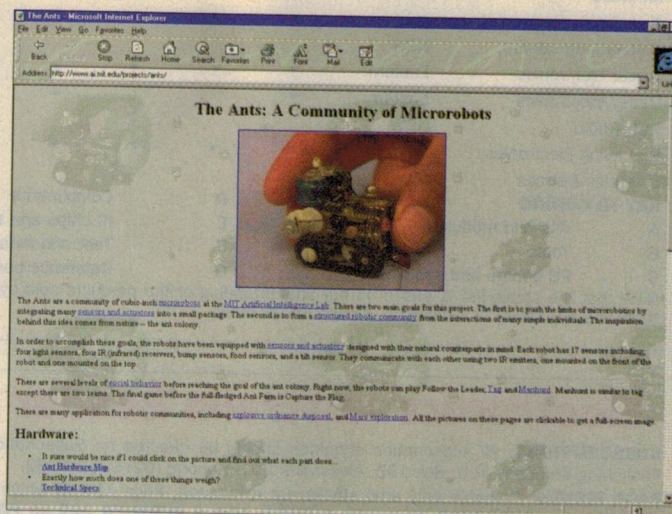 The Ants - Microsoft Internet Explorer
File Edit View Go Favorites Help
Back Stop Refresh Home Search Favorites Print Font Mail Edit
Address http://www.ai.mit.edu/projects/ants/
The Ants: A Community of Microrobots
The Ants are a community of cubic-inch microrobots at the MIT Artificial Intelligence Lab. There are two main goals for this project. The first is to push the limits of microrobotics by
integrating many sensors and actuators into a small package. The second is to form a structured robotic community from the interactions of many simple individuals. The inspiration
behind this idea comes from nature -- the ant colony.
In order to accomplish these goals, the robots have been equipped with sensors and actuators designed with their natural counterparts in mind. Each robot has 17 sensors including,
four light sensors, four IR (infrared) receivers, bump sensors, food sensors, and a tilt sensor. They communicate with each other using two IR emitters, one mounted on the front of the
robot and one mounted on the top.
There are several levels of social behavior before reaching the goal of the ant colony. Right now, the robots can play Follow the Leader, Tag and Manhunt. Manhunt is similar to tag
except there are two teams. The final game before the full-fledged Ant Farm is Capture the Flag.
There are many application for robotic communities, including explosive ordinance disposal, and Mars exploration. All the pictures on these pages are clickable to get a full-screen image.
Hardware:
• It sure would be nice if I could click on the picture and find out what each part does...
Ant Hardware Map
• Exactly how much does one of these things weigh?
Technical Specs